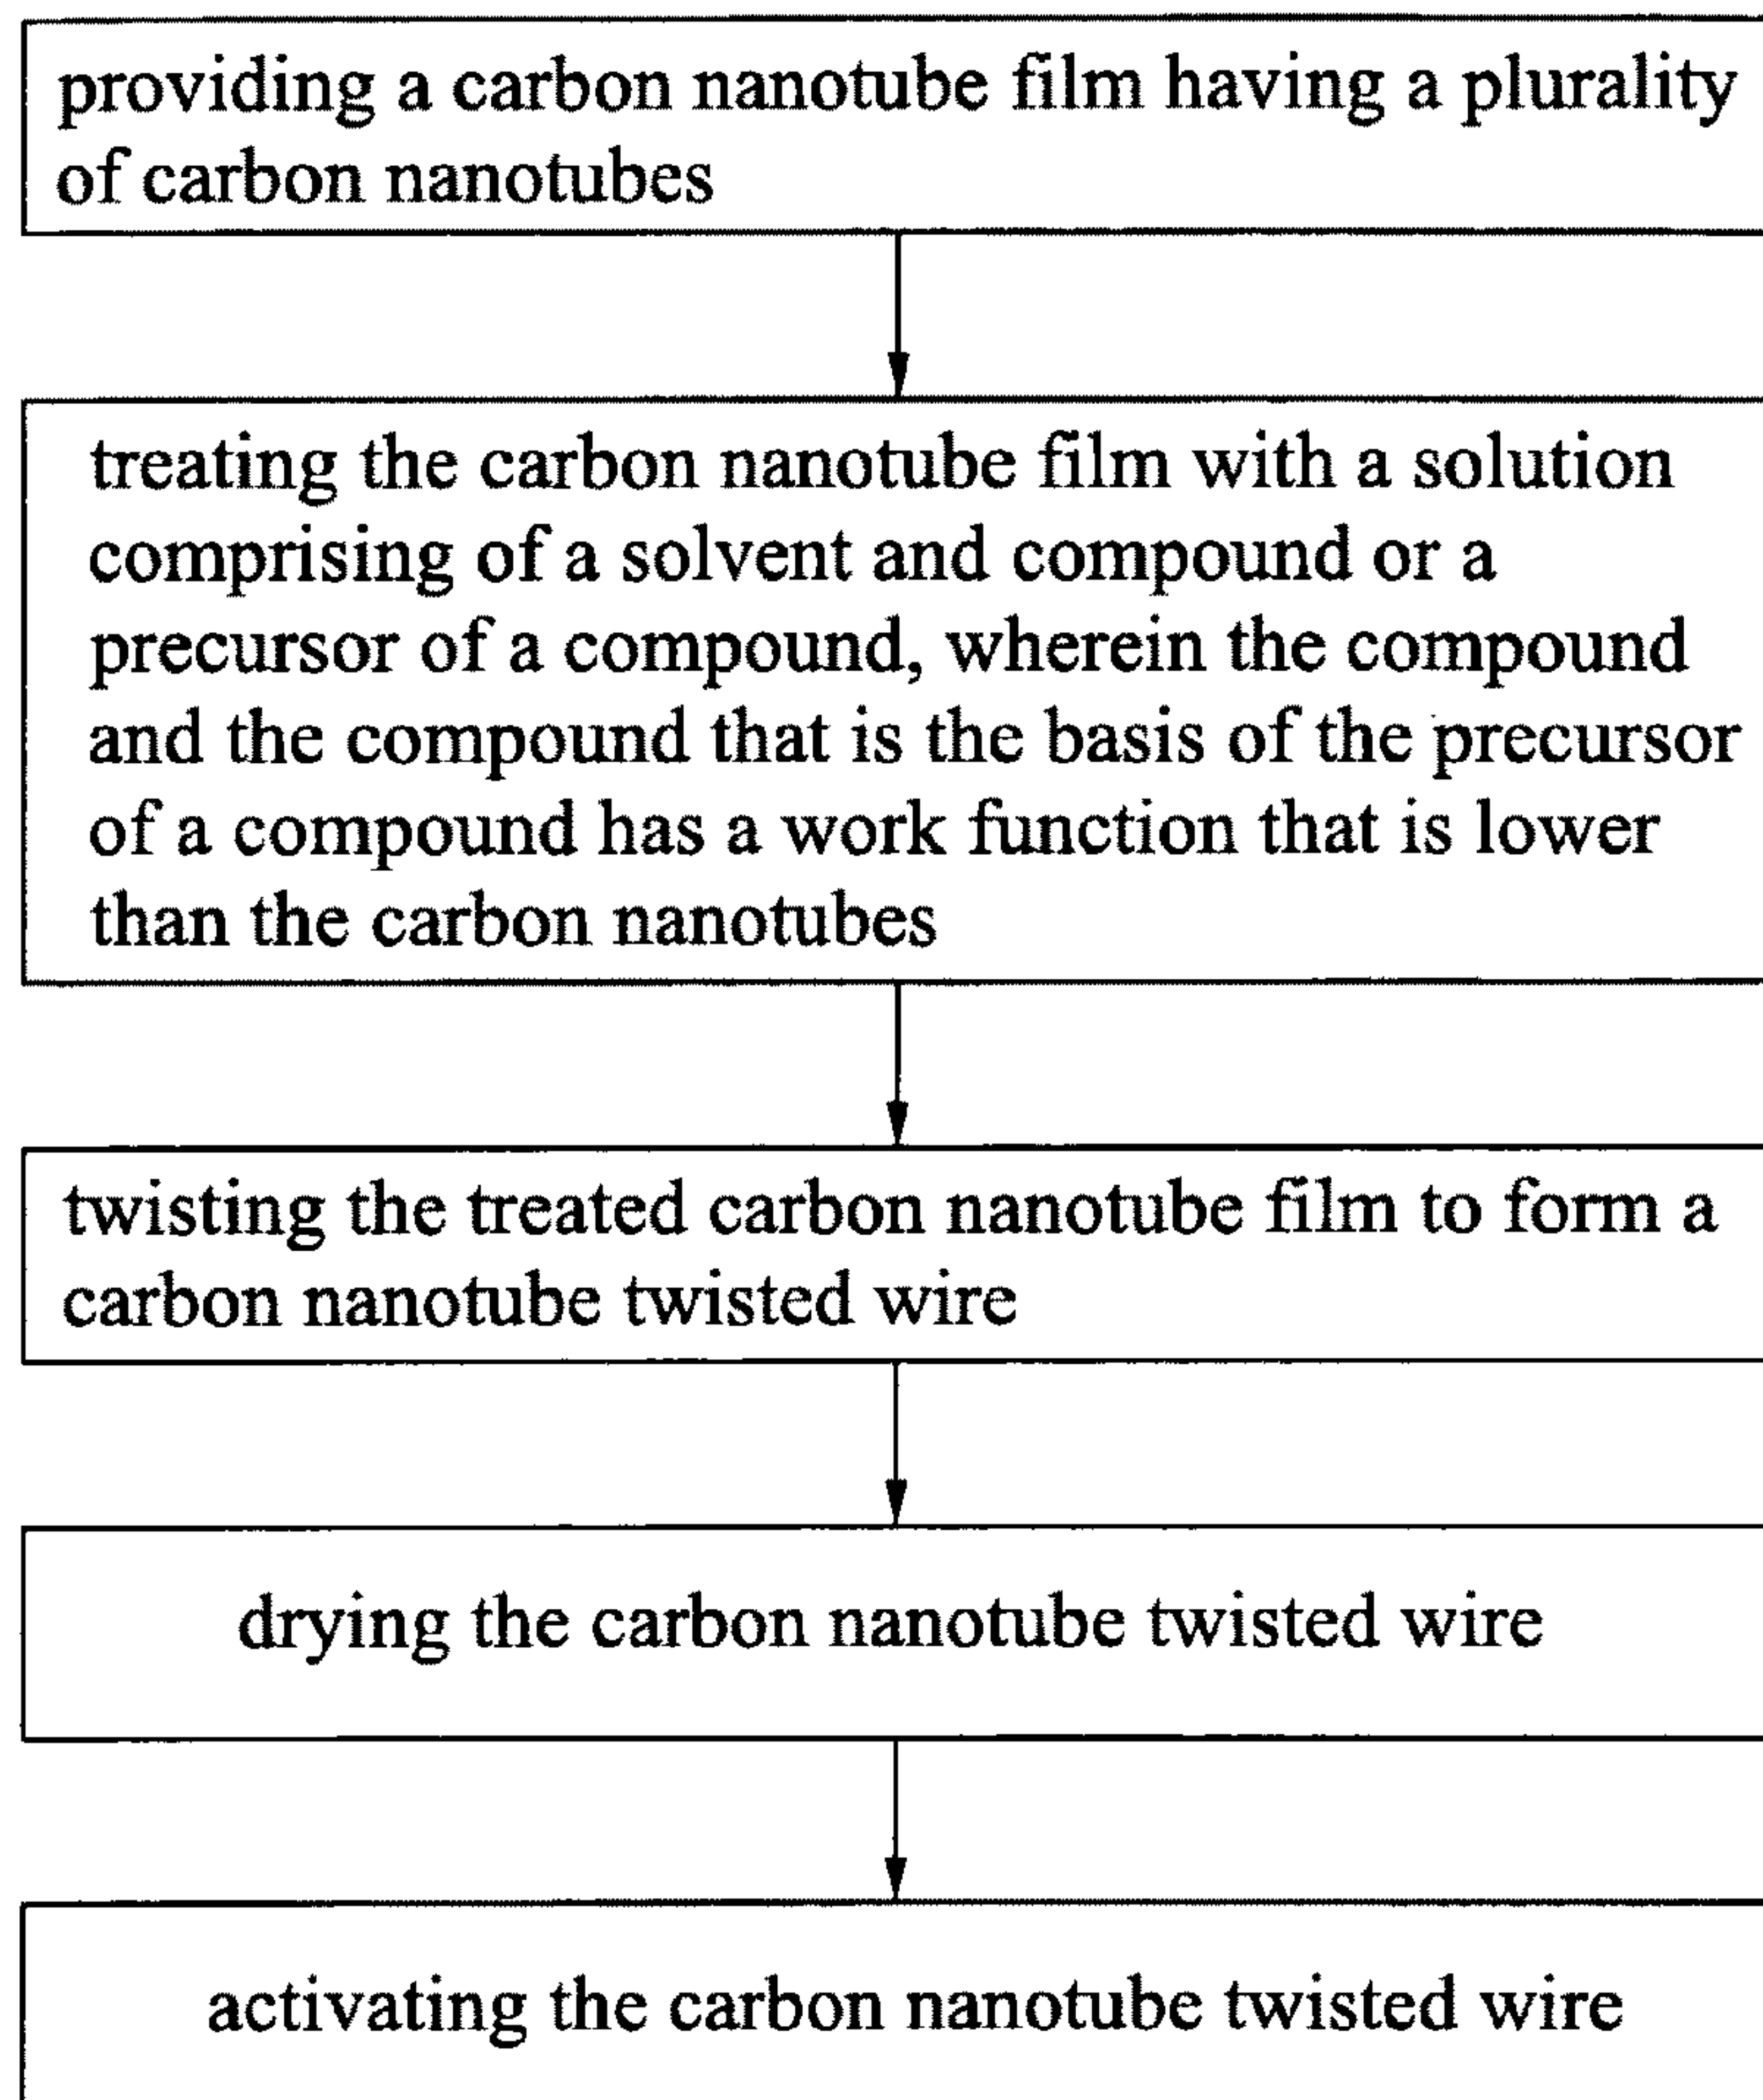 providing a carbon nanotube film having a plurality
of carbon nanotubes
treating the carbon nanotube film with a solution
comprising of a solvent and compound or a
precursor of a compound, wherein the compound
and the compound that is the basis of the precursor
of a compound has a work function that is lower
than the carbon nanotubes
twisting the treated carbon nanotube film to form a
carbon nanotube twisted wire
drying the carbon nanotube twisted wire
activating the carbon nanotube twisted wire